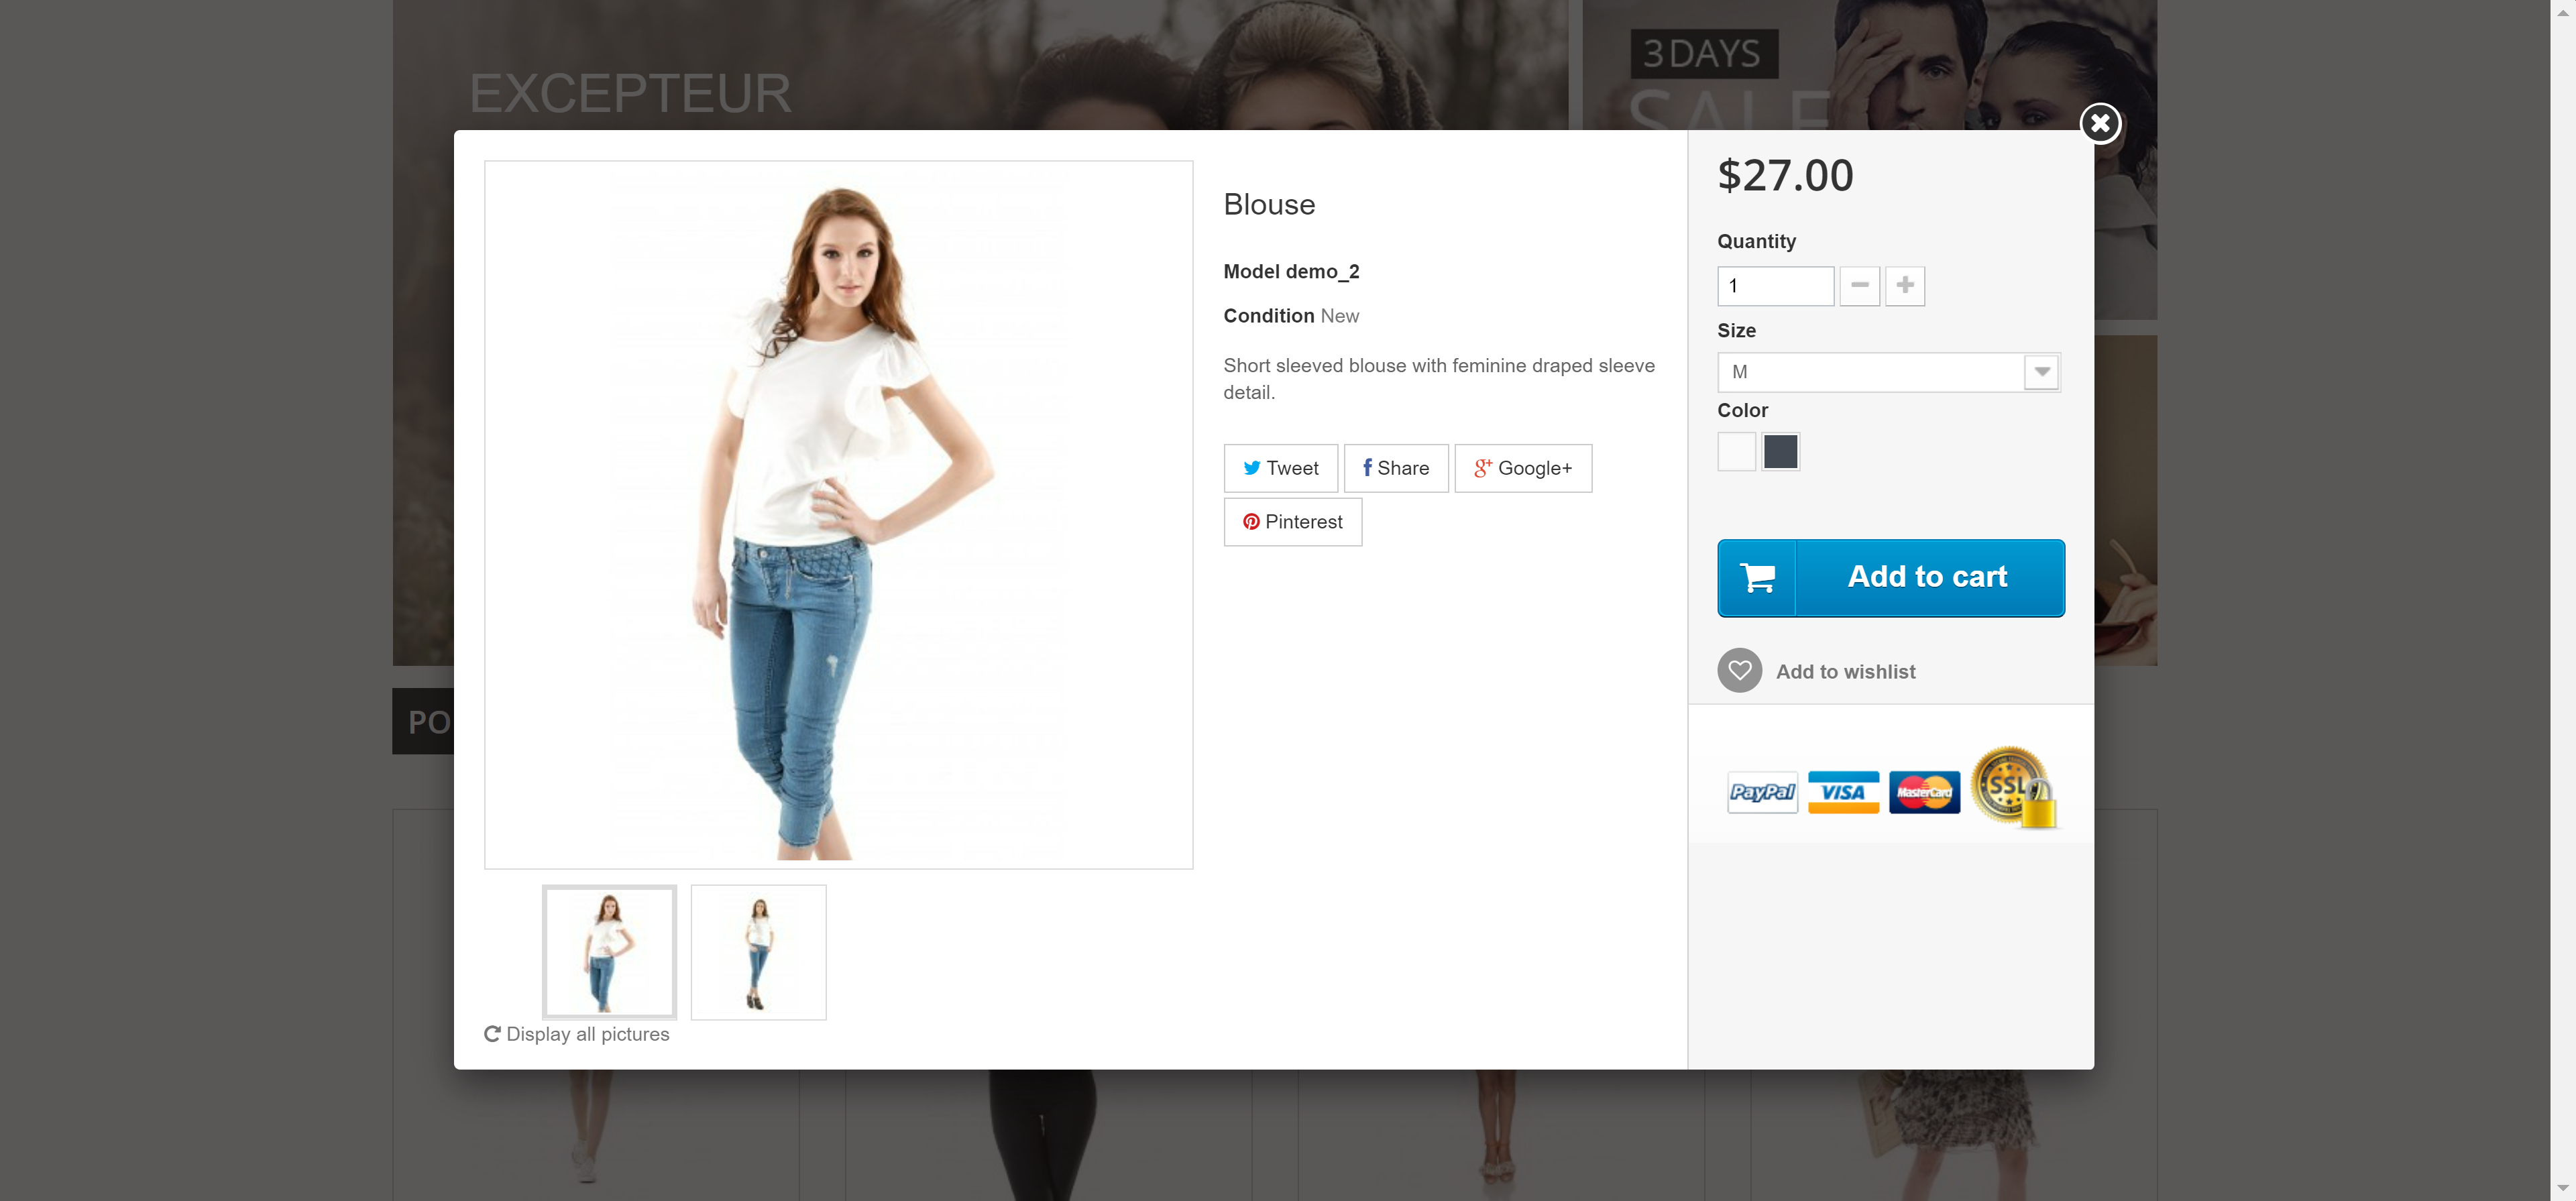 EXCEPTEUR
3 DAYS
SALE
$27.00
Blouse
Quantity
Model demo_2
1
Condition New
Size
Short sleeved blouse with feminine draped sleeve
detail.
M
Color
Tweet
Share
Google+
Pinterest
Add to cart
Add to wishlist
PO
PayPal
VISA
MasterCard
SSL
Display all pictures